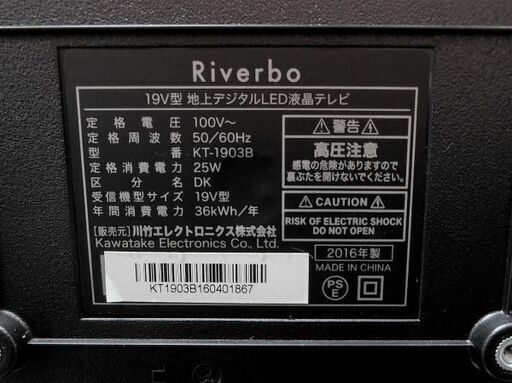 Riverbo
19V型 地上デジタルLED液晶テレビ
定格電圧 100V~
定格周波数 50/60Hz
型 番 KT-1903B
定格消費電力 25W
区分名 DK
受信機型サイズ 19V型
年間消費電力 36kWh/年
[販売元] 川竹エレクトロニクス株式会社
Kawatake Electronics Co., Ltd.
KT1903B160401867
警告
高圧注意
感電の危険がありますので
裏ぶたを開けないでください。
CAUTION
RISK OF ELECTRIC SHOCK
DO NOT OPEN
2016年製
MADE IN CHINA
PS
E